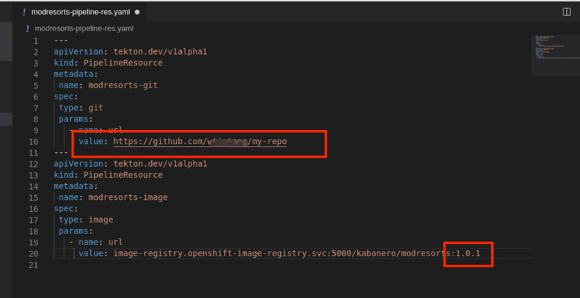 modresorts-pipeline-res.yaml
modresorts-pipeline-res.yaml
1 ---
2 apiVersion: tekton.dev/v1alpha1
3 kind: PipelineResource
4 metadata:
5 name: modresorts-git
6 spec:
7 type: git
8 params:
9 - name: url
10 value: https://github.com/ /my-repo
11 ---
12 apiVersion: tekton.dev/v1alpha1
13 kind: PipelineResource
14 metadata:
15 name: modresorts-image
16 spec:
17 type: image
18 params:
19 - name: url
20 value: image-registry.openshift-image-registry.svc:5000/kabanero/modresorts:1.0.1
21